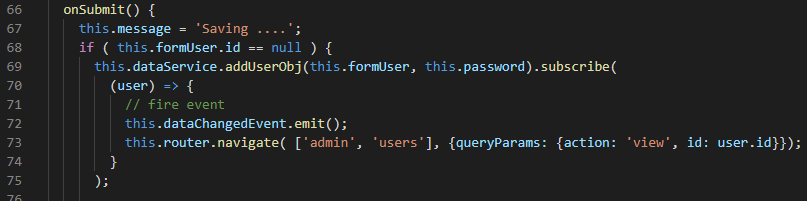 66 onSubmit() {
67 this.message = 'Saving ....';
68 if ( this.formUser.id == null ) {
69 this.dataService.addUserObj(this.formUser, this.password).subscribe(
70 (user) => {
71 // fire event
72 this.dataChangedEvent.emit();
73 this.router.navigate( ['admin', 'users'], {queryParams: {action: 'view', id: user.id}});
74 }
75 );
76